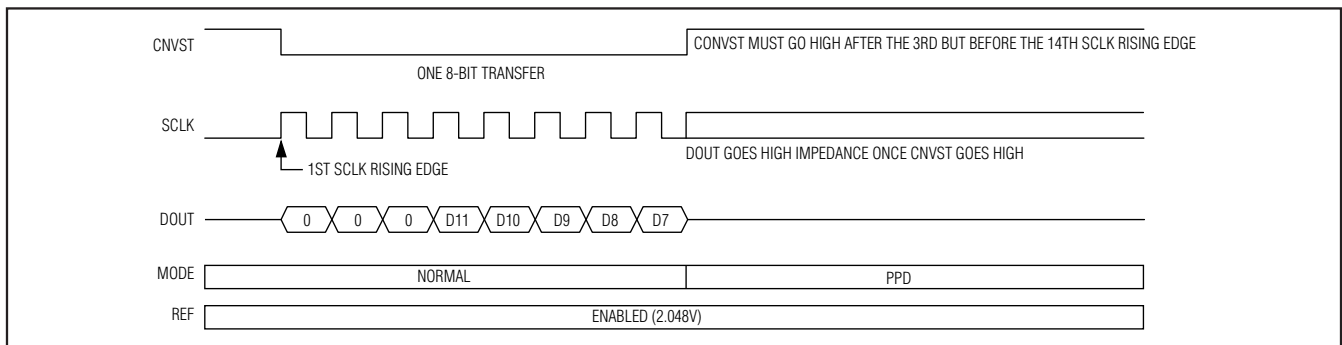 CNVST
CONVST MUST GO HIGH AFTER THE 3RD BUT BEFORE THE 14TH SCLK RISING EDGE
ONE 8-BIT TRANSFER
SCLK
DOUT GOES HIGH IMPEDANCE ONCE CNVST GOES HIGH
1ST SCLK RISING EDGE
DOUT 0 0 0 D11 D10 D9 D8 D7
MODE NORMAL PPD
REF ENABLED (2.048V)